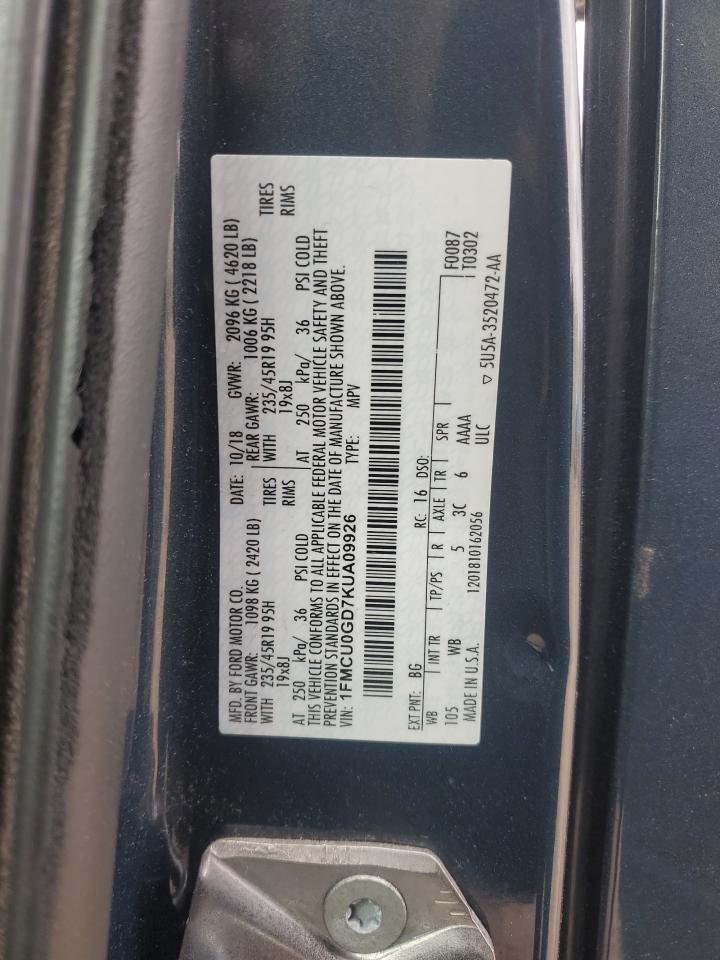 MFD. BY FORD MOTOR CO.
DATE: 10/18 GVWR: 2096 KG ( 4620 LB)
FRONT GAWR: 1098 KG ( 2420 LB)
REAR GAWR: 1006 KG ( 2218 LB)
WITH 235/45R19 95H TIRES
WITH 235/45R19 95H TIRES
19x8J RIMS
19x8J RIMS
AT 250 kPa/ 36 PSI COLD
AT 250 kPa/ 36 PSI COLD
THIS VEHICLE CONFORMS TO ALL APPLICABLE FEDERAL MOTOR VEHICLE SAFETY AND THEFT
PREVENTION STANDARDS IN EFFECT ON THE DATE OF MANUFACTURE SHOWN ABOVE.
VIN: 1FMCU0GD7KUA09926
TYPE: MPV
EXT PNT: BG RC: 16 DSO:
WB INT TR TP/PS R AXLE TR SPR F0087
105 WB 5 3C 6 AAAA T0302
MADE IN U.S.A. 1201810162056 ULC
▽ 5U5A-3520472-AA